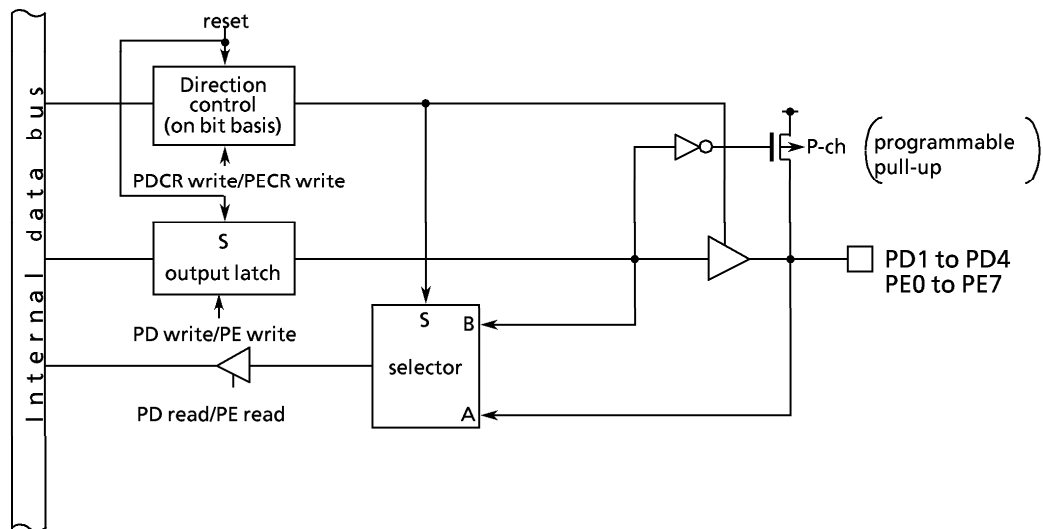 reset
Internal data bus
Direction
control
(on bit basis)
PDCR write/PECR write
P-ch
programmable
pull-up
S
output latch
PD1 to PD4
PE0 to PE7
PD write/PE write
S
B
selector
A
PD read/PE read